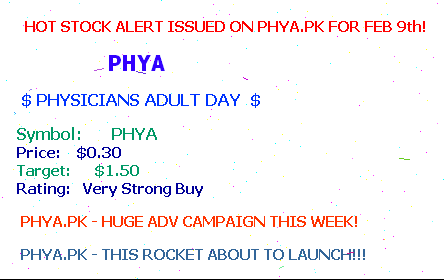 HOT STOCK ALERT ISSUED ON PHYA.PK FOR FEB 9th!
PHYA
$ PHYSICIANS ADULT DAY $
Symbol: PHYA
Price: $0.30
Target: $1.50
Rating: Very Strong Buy
PHYA.PK - HUGE ADV CAMPAIGN THIS WEEK!
PHYA.PK - THIS ROCKET ABOUT TO LAUNCH!!!